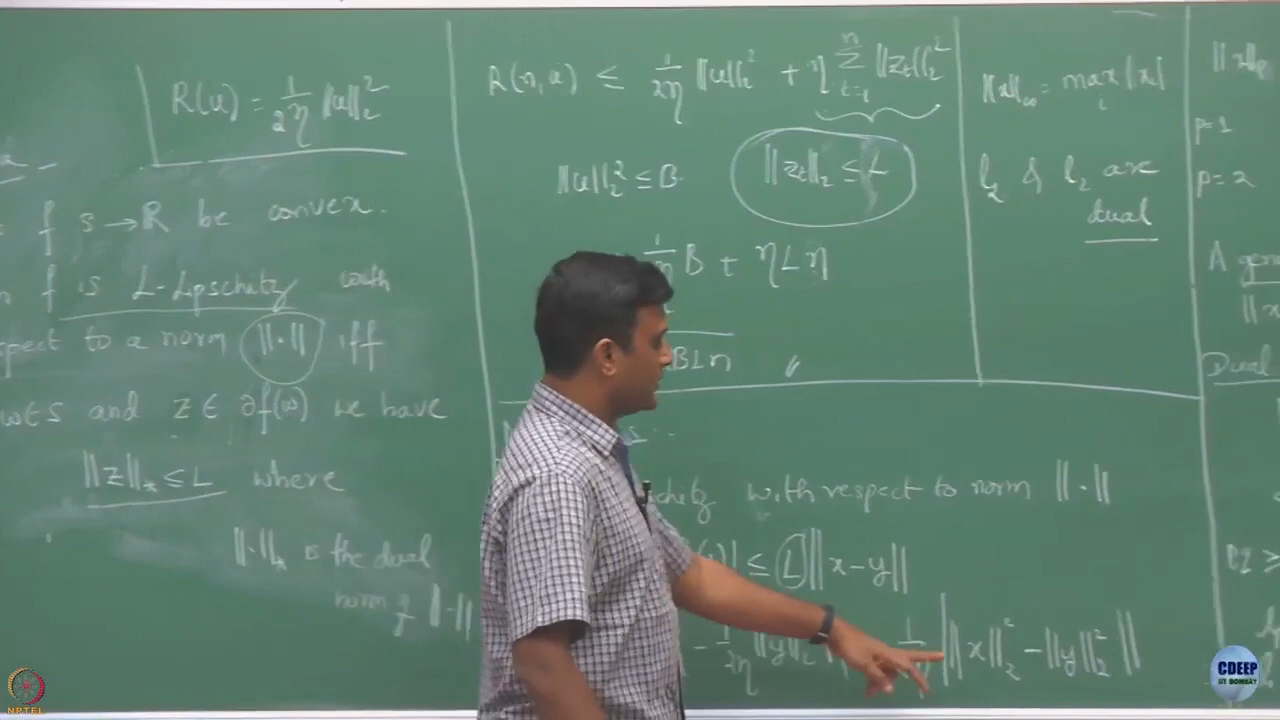 R(u) = 1/2η ||u||₂²
f S → R be convex.
f is L-Lipschitz with
respect to a norm ||·|| iff
w ∈ S and z ∈ ∂f(w) we have
||z||* ≤ L where
||·||* is the dual
norm of ||·||
R(n,a) ≤ 1/2η ||u||₂² + η Σ_{t=1}^{n} ||z_t||₂²
||u||₂² ≤ B ||z_t||₂ ≤ L
B + ηLn
BLn
with respect to norm ||·||
≤ L ||x-y||
- 1/2η ||y||₂ | ||x||₂² - ||y||₂² ||
||x||∞ = max_i |x_i|
l₂ & l₂ are
dual
p=1
p=2
A
Dual
NPTEL
CDEEP
IIT BOMBAY